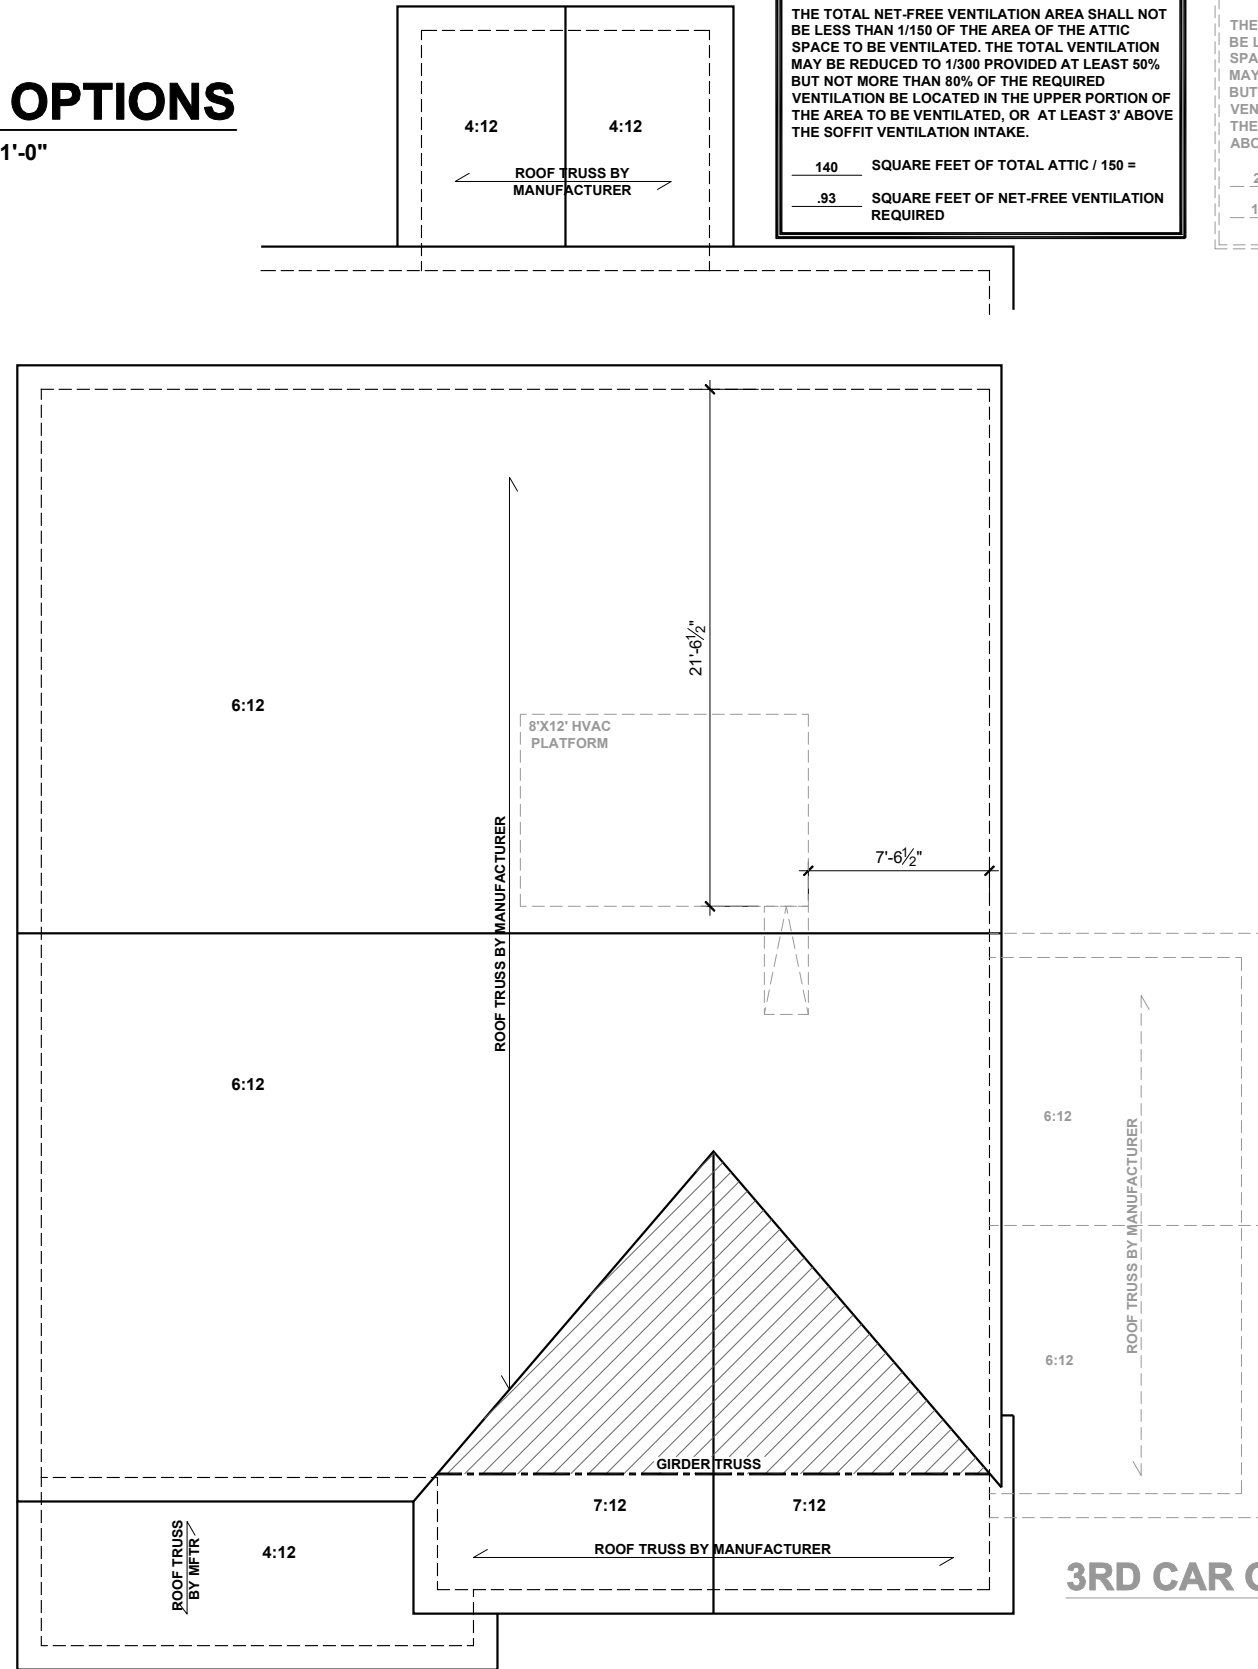 OPTIONS
1'-0"
4:12
4:12
ROOF TRUSS BY
MANUFACTURER
THE TOTAL NET-FREE VENTILATION AREA SHALL NOT
BE LESS THAN 1/150 OF THE AREA OF THE ATTIC
SPACE TO BE VENTILATED. THE TOTAL VENTILATION
MAY BE REDUCED TO 1/300 PROVIDED AT LEAST 50%
BUT NOT MORE THAN 80% OF THE REQUIRED
VENTILATION BE LOCATED IN THE UPPER PORTION OF
THE AREA TO BE VENTILATED, OR AT LEAST 3' ABOVE
THE SOFFIT VENTILATION INTAKE.
140 SQUARE FEET OF TOTAL ATTIC / 150 =
.93 SQUARE FEET OF NET-FREE VENTILATION
REQUIRED
THE
BE
MAY
BUT
THE
21'-6½"
6:12
8'X12' HVAC
PLATFORM
ROOF TRUSS BY MANUFACTURER
7'-6½"
6:12
6:12
ROOF TRUSS BY MANUFACTURER
6:12
GIRDER TRUSS
7:12
7:12
ROOF TRUSS BY MANUFACTURER
ROOF TRUSS
BY MFTR
4:12
3RD CAR